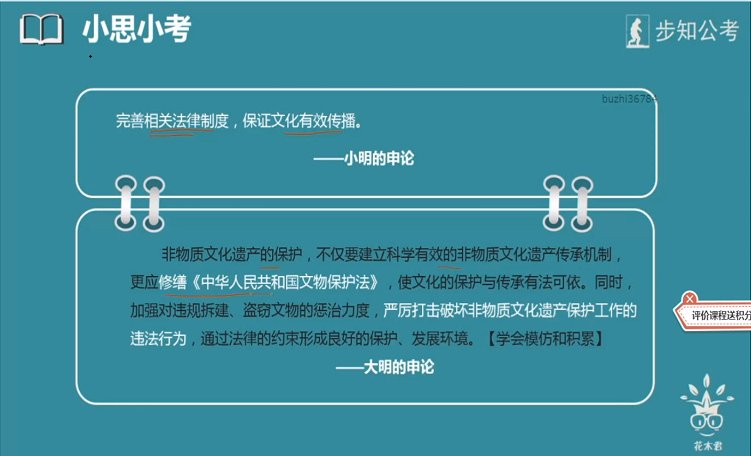 小思小考
步知公考
buzhi3678
完善相关法律制度，保证文化有效传播。
——小明的申论
非物质文化遗产的保护，不仅要建立科学有效的非物质文化遗产传承机制，
更应修缮《中华人民共和国文物保护法》，使文化的保护与传承有法可依。同时，
加强对违规拆建、盗窃文物的惩治力度，严厉打击破坏非物质文化遗产保护工作的
违法行为，通过法律的约束形成良好的保护、发展环境。【学会模仿和积累】
——大明的申论
评价课程送积分
花木君